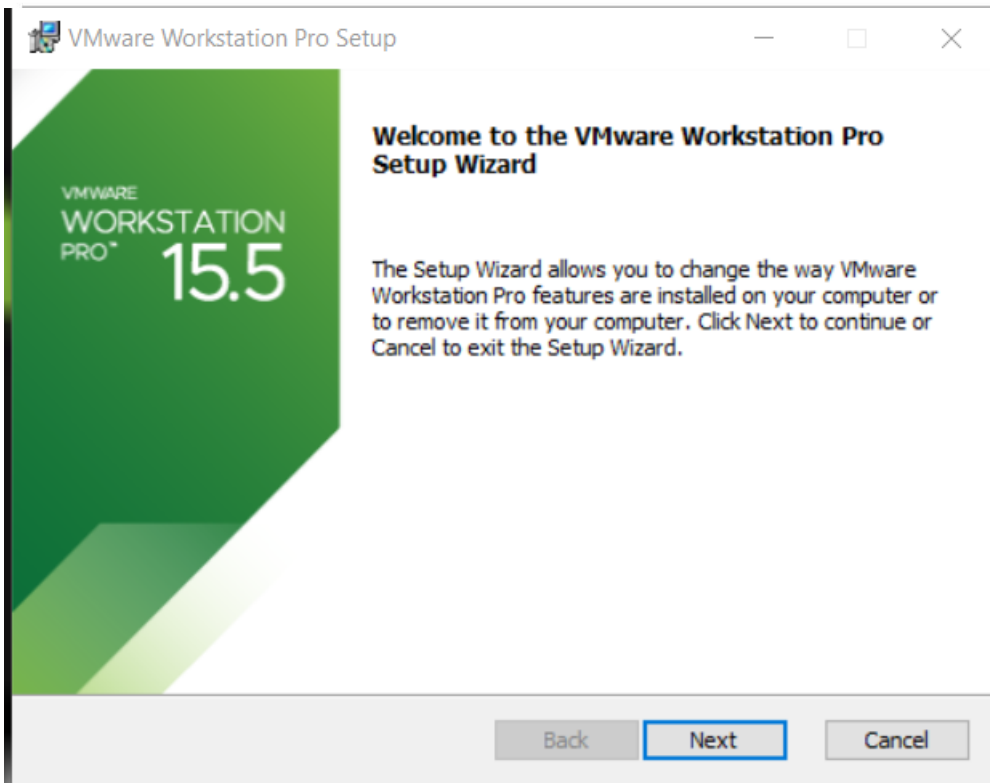 VMware Workstation Pro Setup
VMWARE
WORKSTATION
PRO™ 15.5
Welcome to the VMware Workstation Pro
Setup Wizard
The Setup Wizard allows you to change the way VMware
Workstation Pro features are installed on your computer or
to remove it from your computer. Click Next to continue or
Cancel to exit the Setup Wizard.
Back Next Cancel